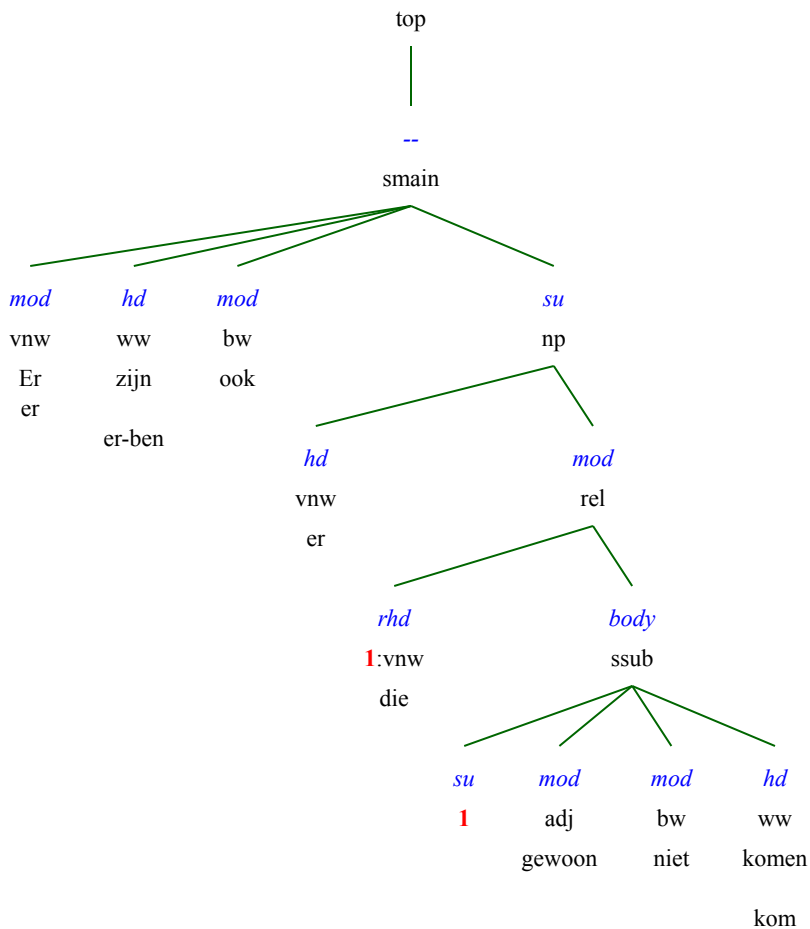 top
--
smain
mod hd mod su
vnw ww bw np
Er zijn ook
er
er-ben
hd mod
vnw rel
er
rhd body
1:vnw ssub
die
su mod mod hd
1 adj bw ww
gewoon niet komen
kom